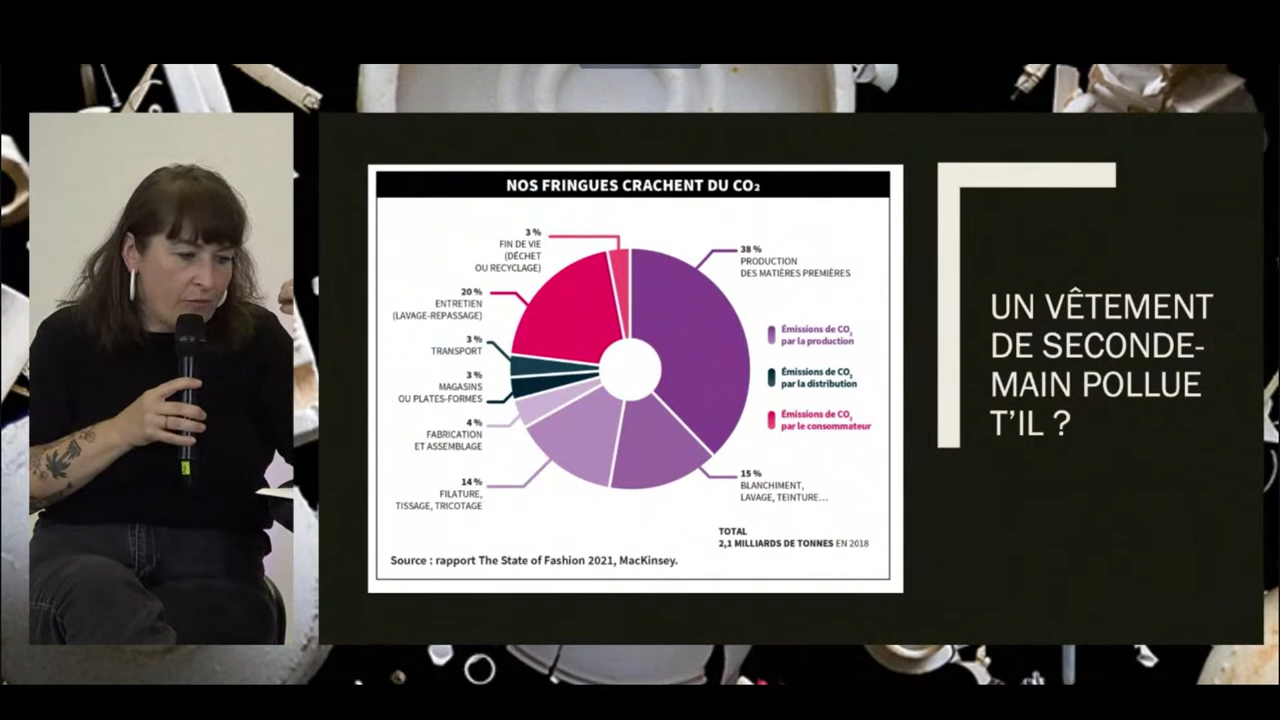 NOS FRINGUES CRACHENT DU CO₂
3 %
FIN DE VIE
(DÉCHET
OU RECYCLAGE)
20 %
ENTRETIEN
(LAVAGE-REPASSAGE)
3 %
TRANSPORT
3 %
MAGASINS
OU PLATES-FORMES
4 %
FABRICATION
ET ASSEMBLAGE
14 %
FILATURE,
TISSAGE, TRICOTAGE
38 %
PRODUCTION
DES MATIÈRES PREMIÈRES
Émissions de CO₂
par la production
Émissions de CO₂
par la distribution
Émissions de CO₂
par le consommateur
15 %
BLANCHIMENT,
LAVAGE, TEINTURE...
TOTAL
2,1 MILLIARDS DE TONNES EN 2018
Source : rapport The State of Fashion 2021, MacKinsey.
UN VÊTEMENT
DE SECONDE-
MAIN POLLUE
T'IL ?